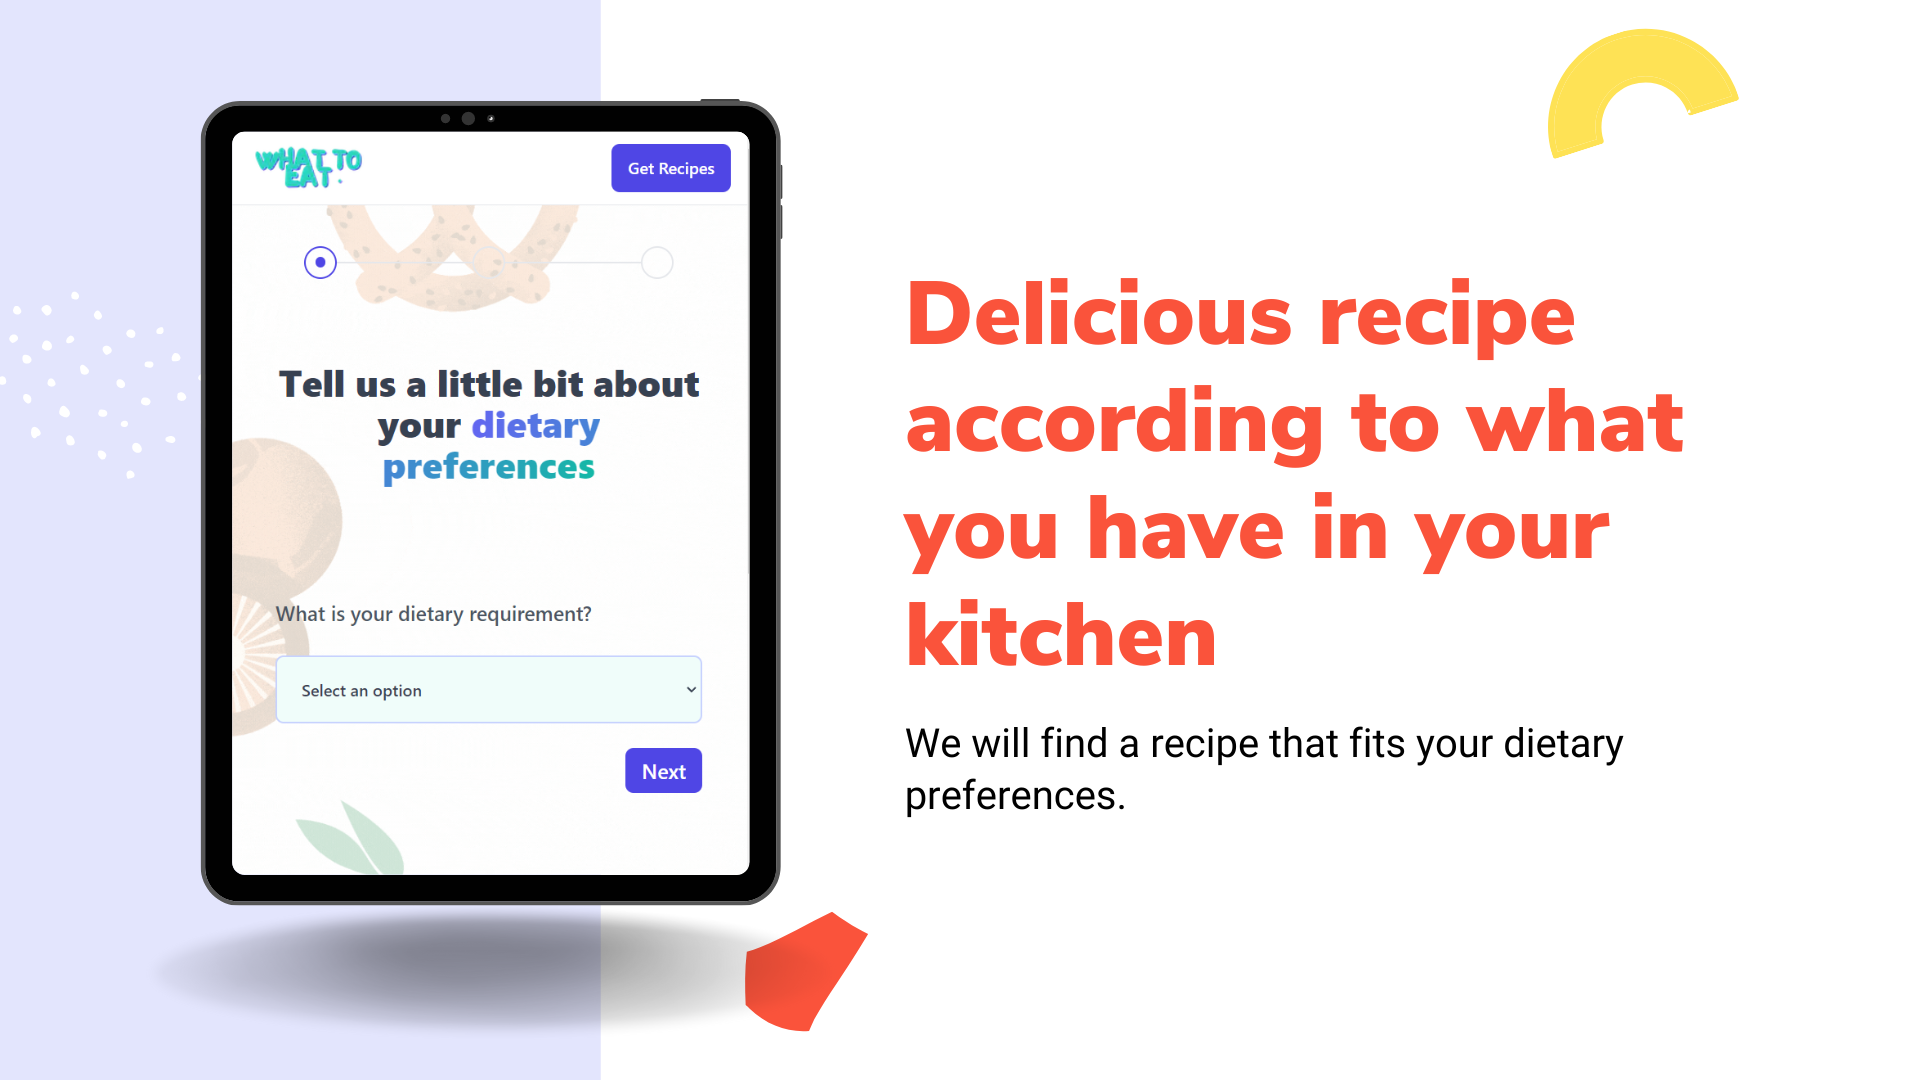 WHAT TO
EAT
Get Recipes
Tell us a little bit about
your dietary
preferences
What is your dietary requirement?
Select an option
Next
Delicious recipe
according to what
you have in your
kitchen
We will find a recipe that fits your dietary
preferences.